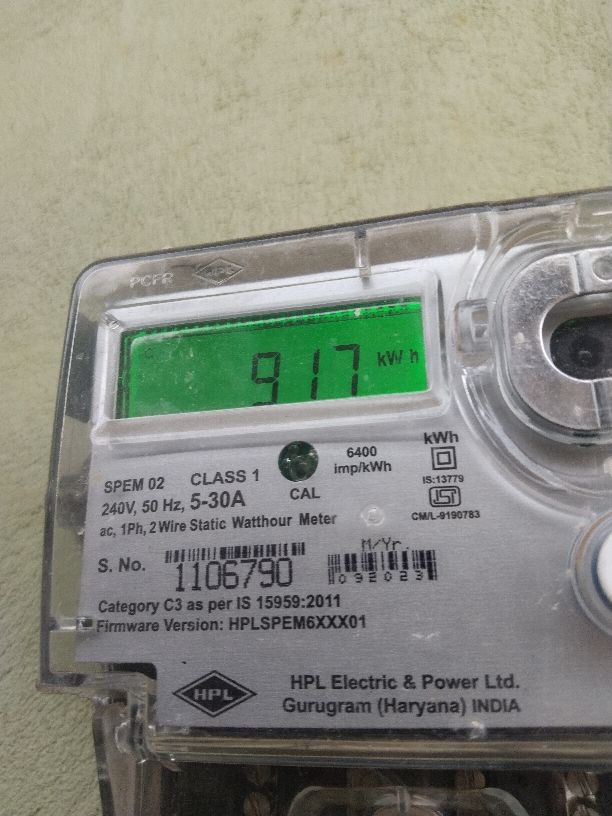 PCFR HPL
C
917 kWh
SPEM 02 CLASS 1
240V, 50 Hz, 5-30A
ac, 1Ph, 2 Wire Static Watthour Meter
CAL
6400
imp/kWh
kWh
IS:13779
ISI
CM/L-9190783
S. No. 1106790
M/Yr.
092023
Category C3 as per IS 15959:2011
Firmware Version: HPLSPEM6XXX01
HPL
HPL Electric & Power Ltd.
Gurugram (Haryana) INDIA